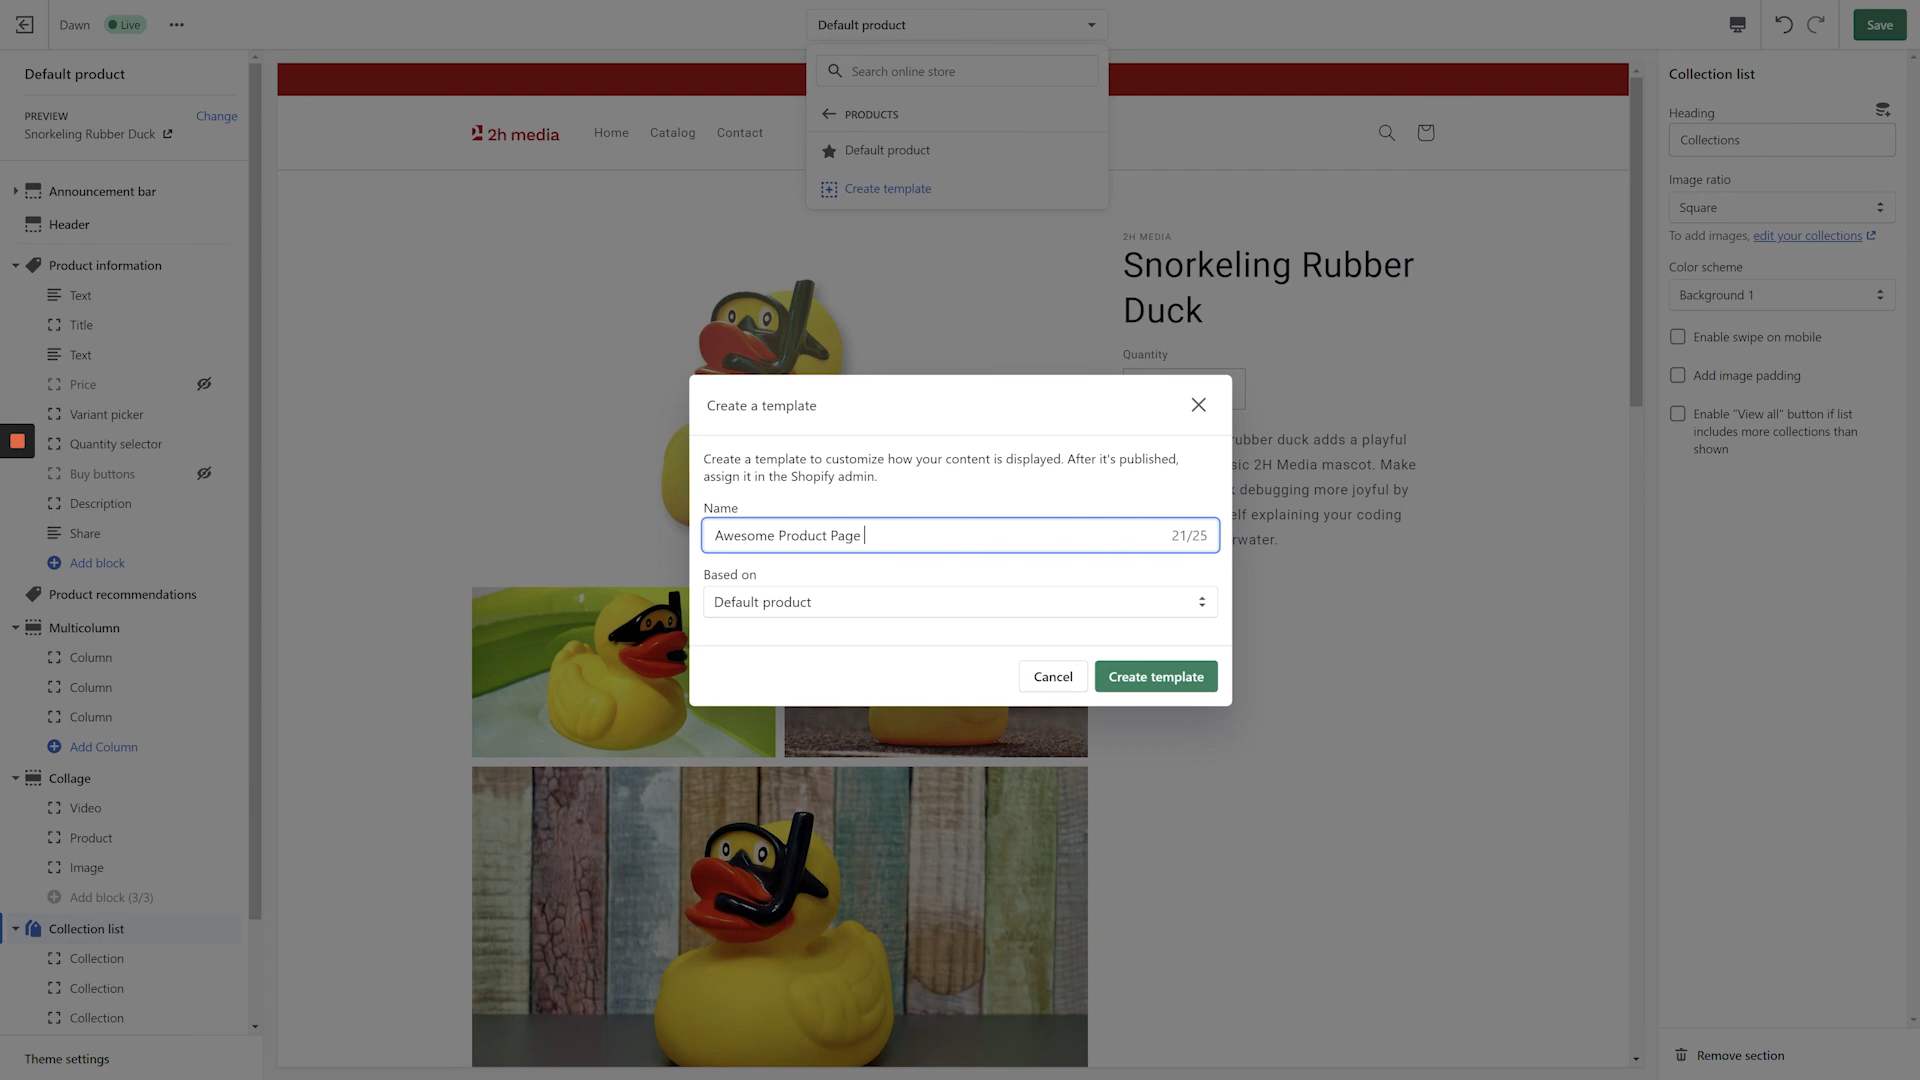 Dawn
Live
Default product
Save
Default product
PREVIEW
Change
Snorkeling Rubber Duck
Announcement bar
Header
Product information
Text
Title
Text
Price
Variant picker
Quantity selector
Buy buttons
Description
Share
Add block
Product recommendations
Multicolumn
Column
Column
Column
Add Column
Collage
Video
Product
Image
Add block (3/3)
Collection list
Collection
Collection
Collection
Theme settings
Search online store
PRODUCTS
Default product
Create template
2h media
Home
Catalog
Contact
2H MEDIA
Snorkeling Rubber
Duck
Quantity
rubber duck adds a playful
sic 2H Media mascot. Make
debugging more joyful by
elf explaining your coding
rwater.
Create a template
Create a template to customize how your content is displayed. After it's published,
assign it in the Shopify admin.
Name
Awesome Product Page
21/25
Based on
Default product
Cancel
Create template
Collection list
Heading
Collections
Image ratio
Square
To add images, edit your collections
Color scheme
Background 1
Enable swipe on mobile
Add image padding
Enable "View all" button if list
includes more collections than
shown
Remove section